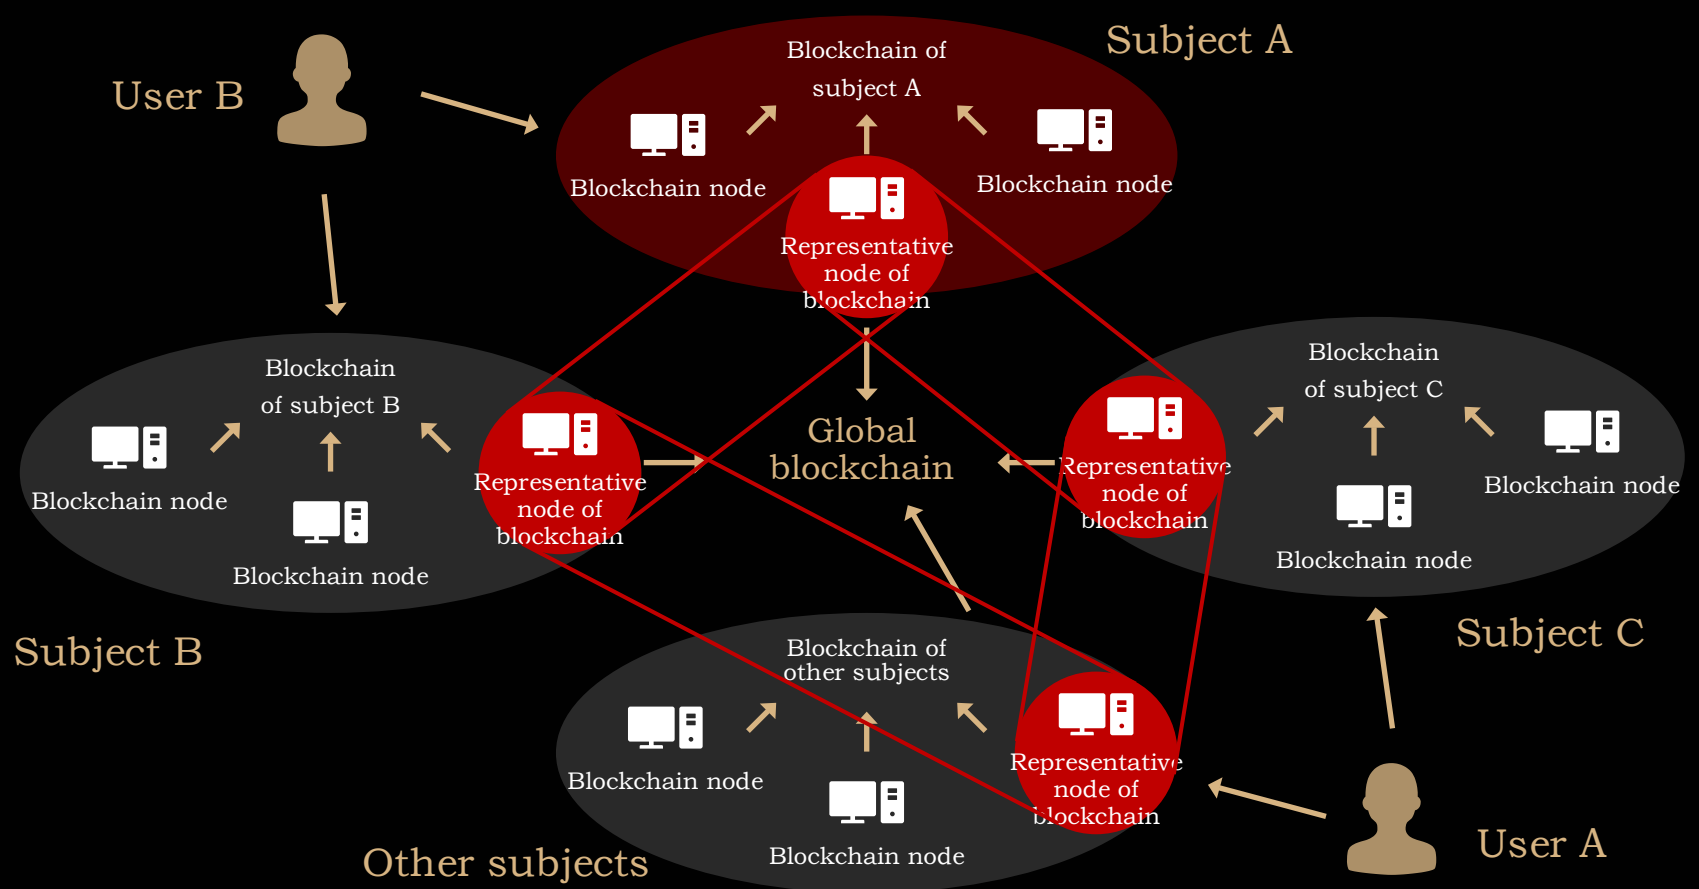 Subject A
User B
Blockchain of
subject A
Blockchain node
Blockchain node
Representative
node of
blockchain
Blockchain
of subject B
Blockchain node
Blockchain node
Representative
node of
blockchain
Subject B
Global
blockchain
Blockchain
of subject C
Representative
node of
blockchain
Blockchain node
Blockchain node
Subject C
Blockchain of
other subjects
Blockchain node
Blockchain node
Representative
node of
blockchain
Other subjects
User A